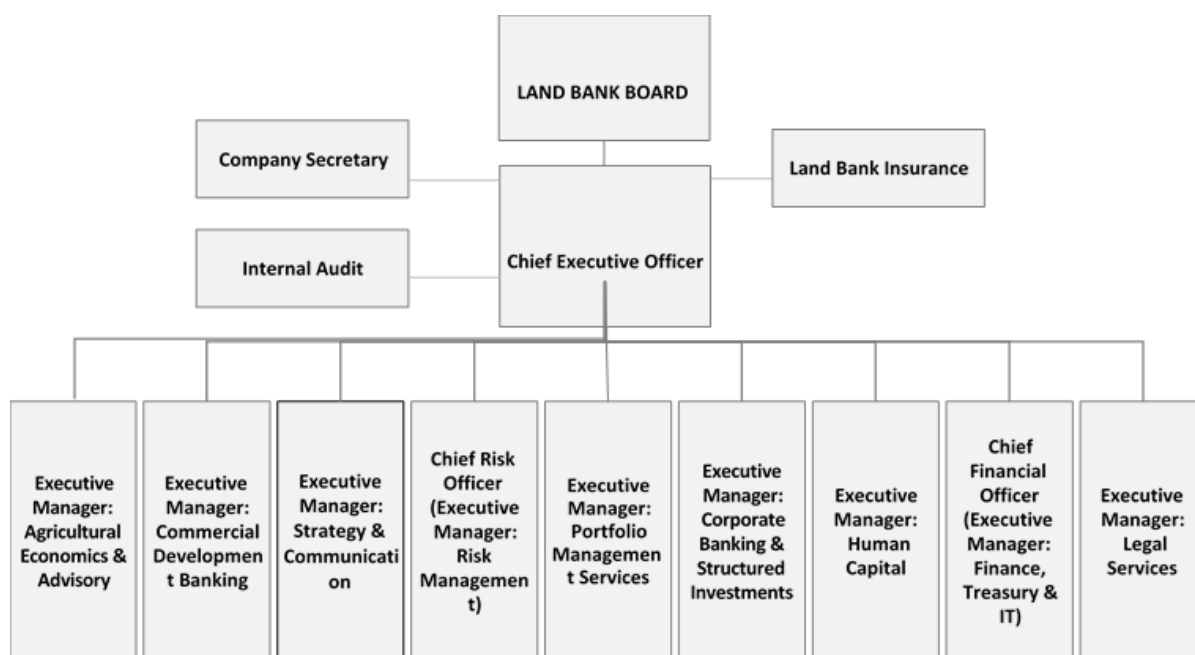 LAND BANK BOARD
Company Secretary
Land Bank Insurance
Internal Audit
Chief Executive Officer
Executive
Manager:
Agricultural
Economics &
Advisory
Executive
Manager:
Commercial
Developmen
t Banking
Executive
Manager:
Strategy &
Communicati
on
Chief Risk
Officer
(Executive
Manager:
Risk
Managemen
t)
Executive
Manager:
Portfolio
Managemen
t Services
Executive
Manager:
Corporate
Banking &
Structured
Investments
Executive
Manager:
Human
Capital
Chief
Financial
Officer
(Executive
Manager:
Finance,
Treasury &
IT)
Executive
Manager:
Legal
Services